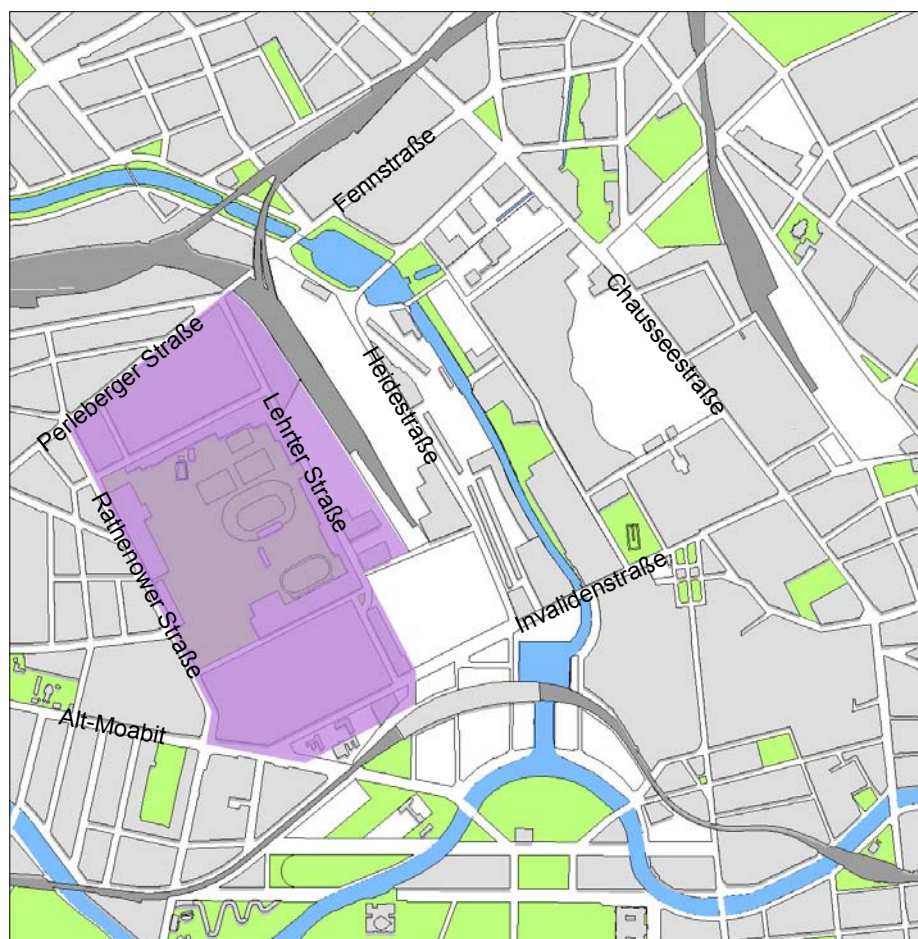 Fennstraße
Chausseestraße
Perleberger Straße
Heidestraße
Lehrter Straße
Rathenower Straße
Invalidenstraße
Alt-Moabit